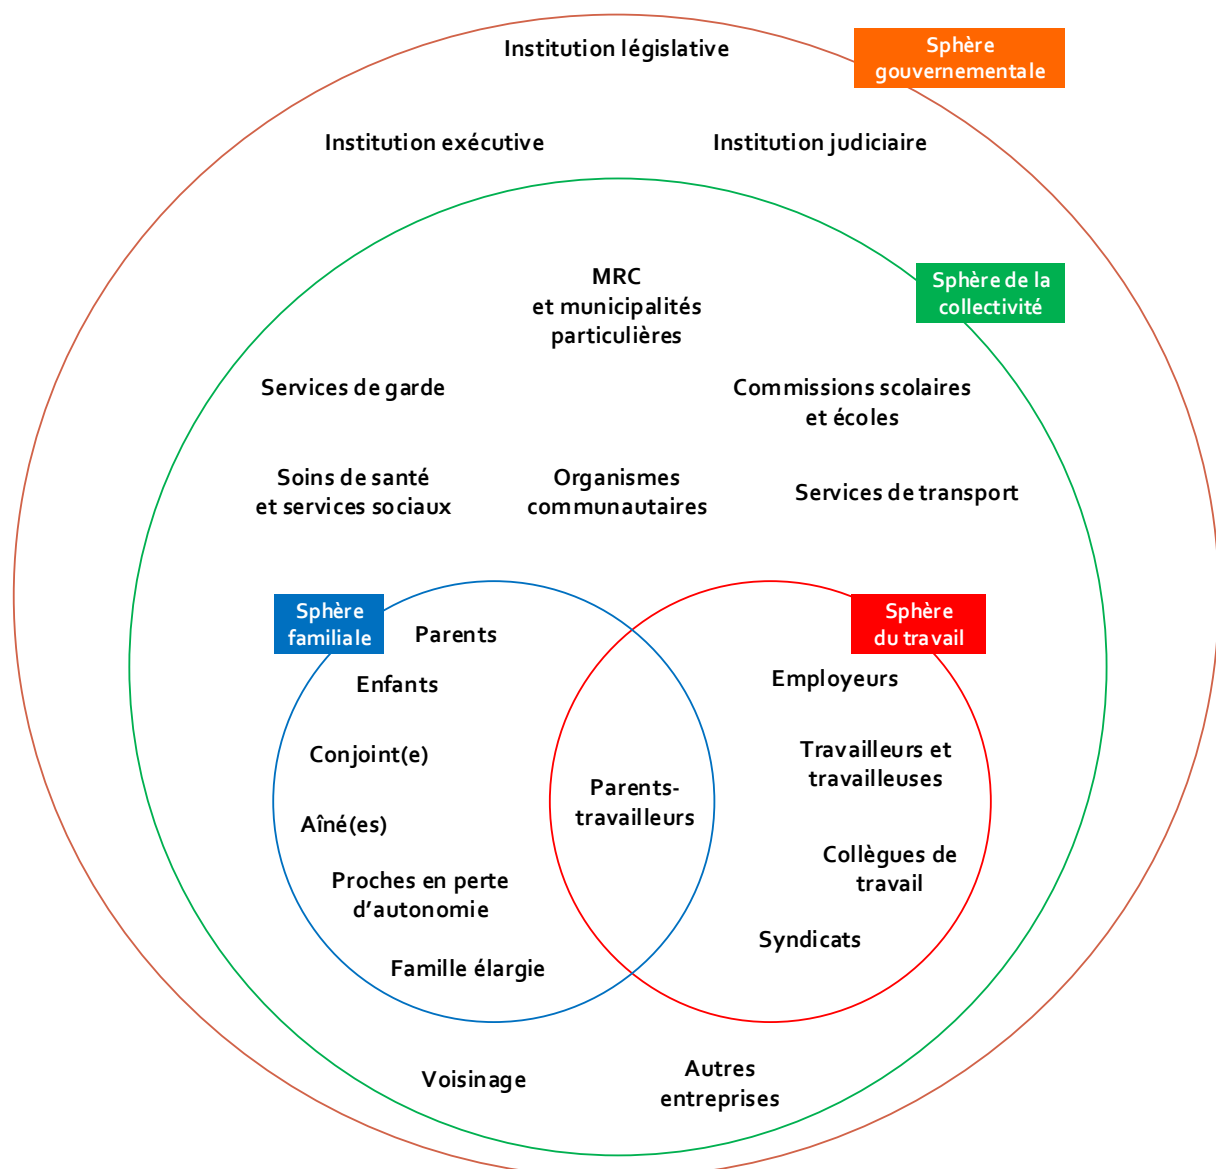 Institution législative
Sphère
gouvernementale
Institution exécutive
Institution judiciaire
MRC
et municipalités
particulières
Sphère de la
collectivité
Services de garde
Commissions scolaires
et écoles
Soins de santé
et services sociaux
Organismes
communautaires
Services de transport
Sphère
familiale
Parents
Enfants
Conjoint(e)
Aîné(es)
Proches en perte
d’autonomie
Famille élargie
Parents-
travailleurs
Sphère
du travail
Employeurs
Travailleurs et
travailleuses
Collègues de
travail
Syndicats
Voisinage
Autres
entreprises